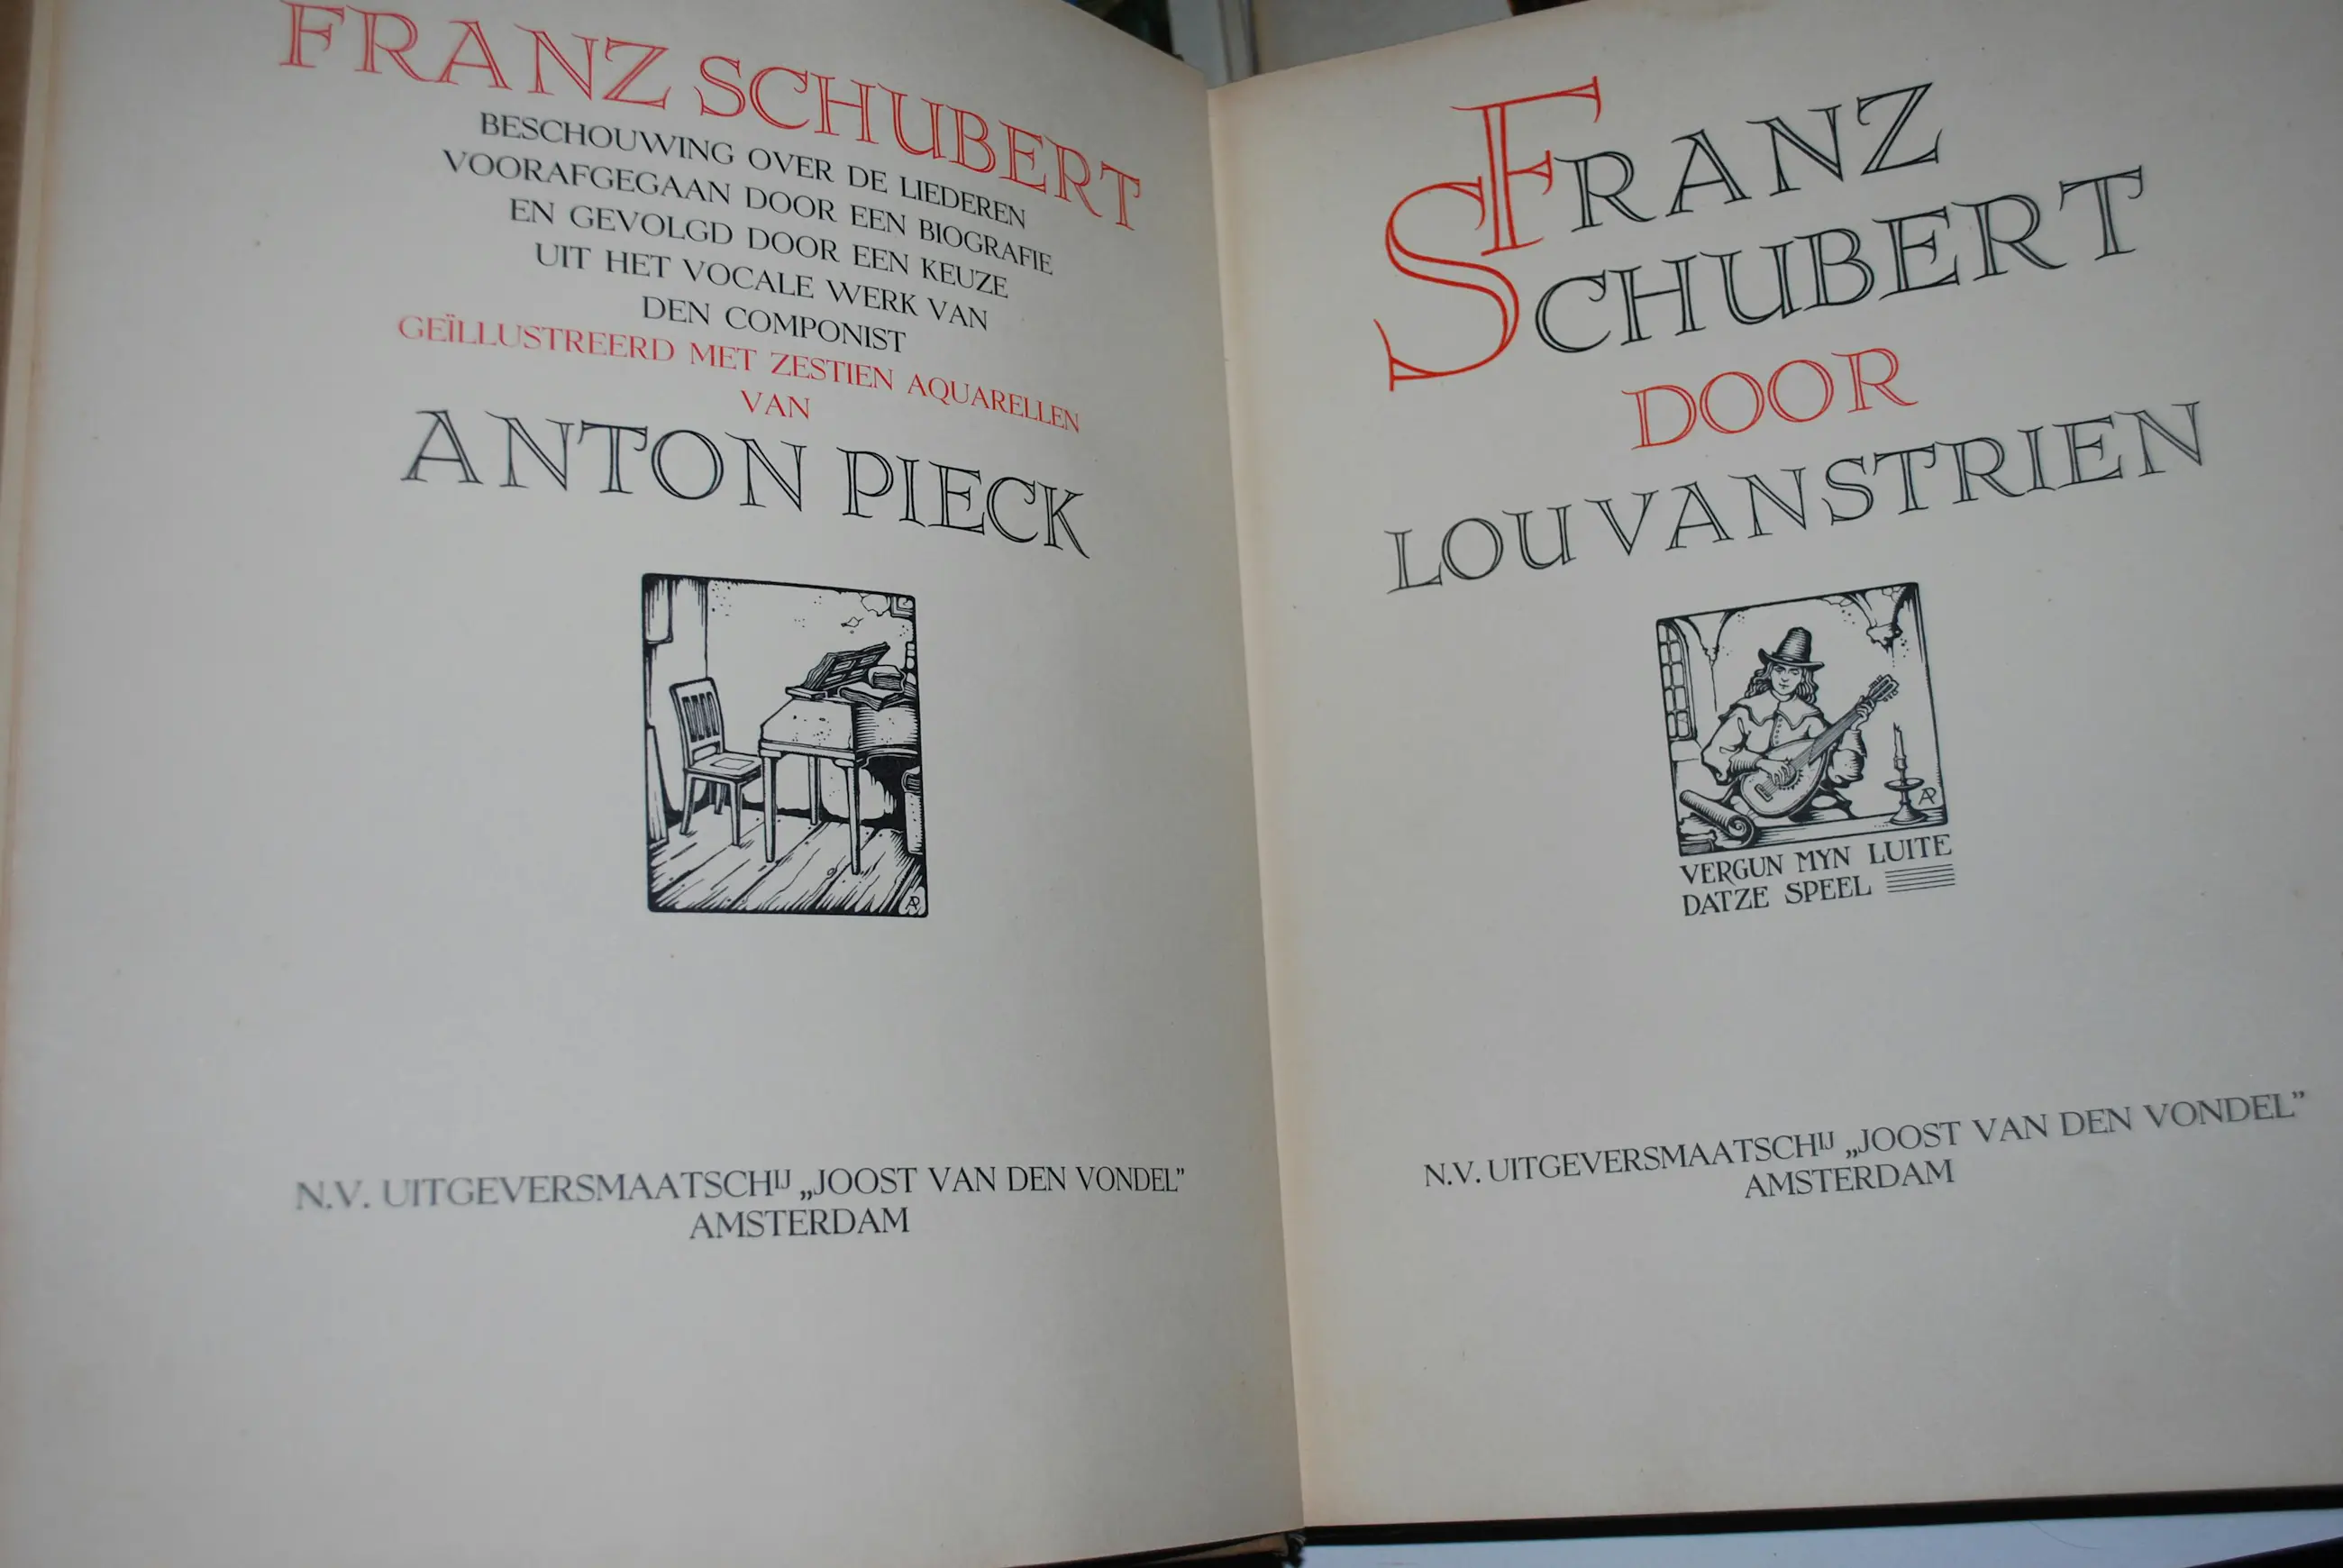 FRANZ SCHUBERT
BESCHOUWING OVER DE LIEDEREN
VOORAFGEGAAN DOOR EEN BIOGRAFIE
EN GEVOLGD DOOR EEN KEUZE
UIT HET VOCALE WERK VAN
DEN COMPONIST
GEÏLLUSTREERD MET ZESTIEN AQUARELLEN
VAN
ANTON PIECK
AP
N.V. UITGEVERSMAATSCHIJ „JOOST VAN DEN VONDEL”
AMSTERDAM
FRANZ
SCHUBERT
DOOR
LOU VAN STRIEN
AP
VERGUN MYN LUITE
DATZE SPEEL
N.V. UITGEVERSMAATSCHIJ „JOOST VAN DEN VONDEL”
AMSTERDAM